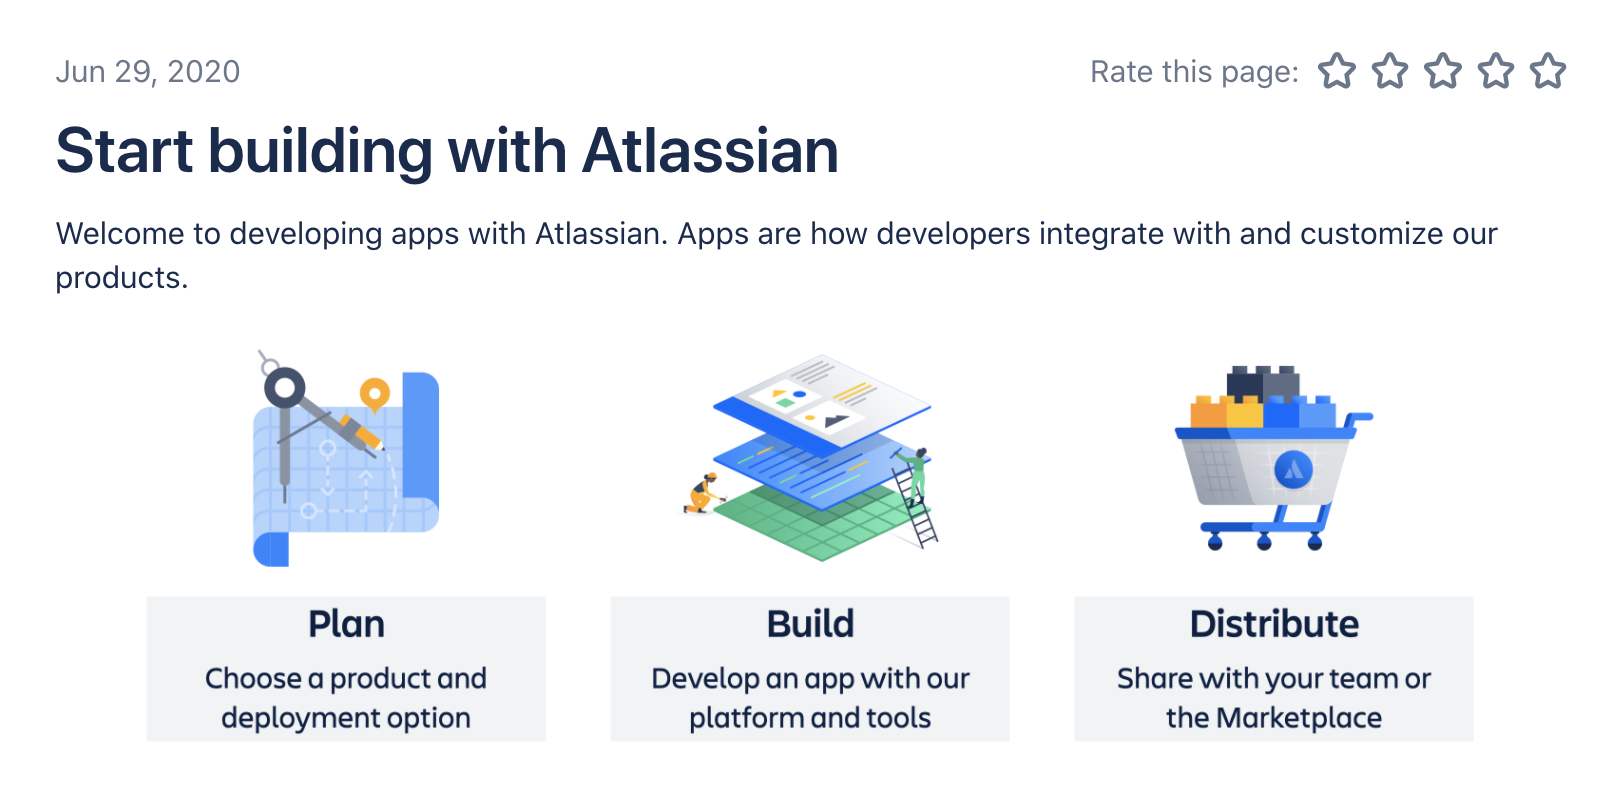 Jun 29, 2020
Rate this page:
Start building with Atlassian
Welcome to developing apps with Atlassian. Apps are how developers integrate with and customize our
products.
Plan
Choose a product and
deployment option
Build
Develop an app with our
platform and tools
Distribute
Share with your team or
the Marketplace